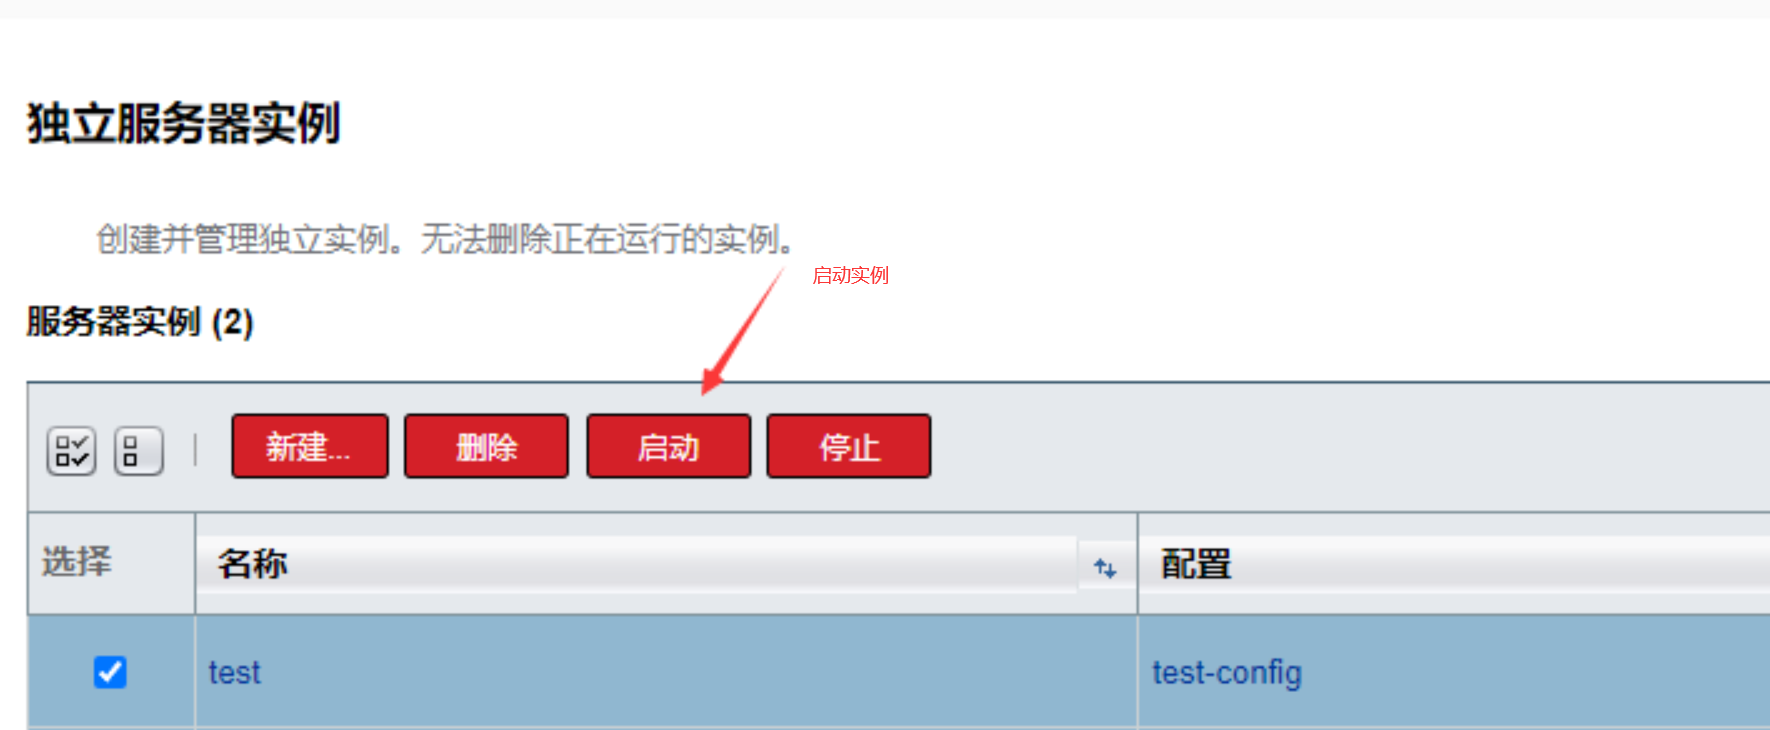 独立服务器实例
创建并管理独立实例。无法删除正在运行的实例。
启动实例
服务器实例 (2)
新建... 删除 启动 停止
选择 名称 配置
test test-config